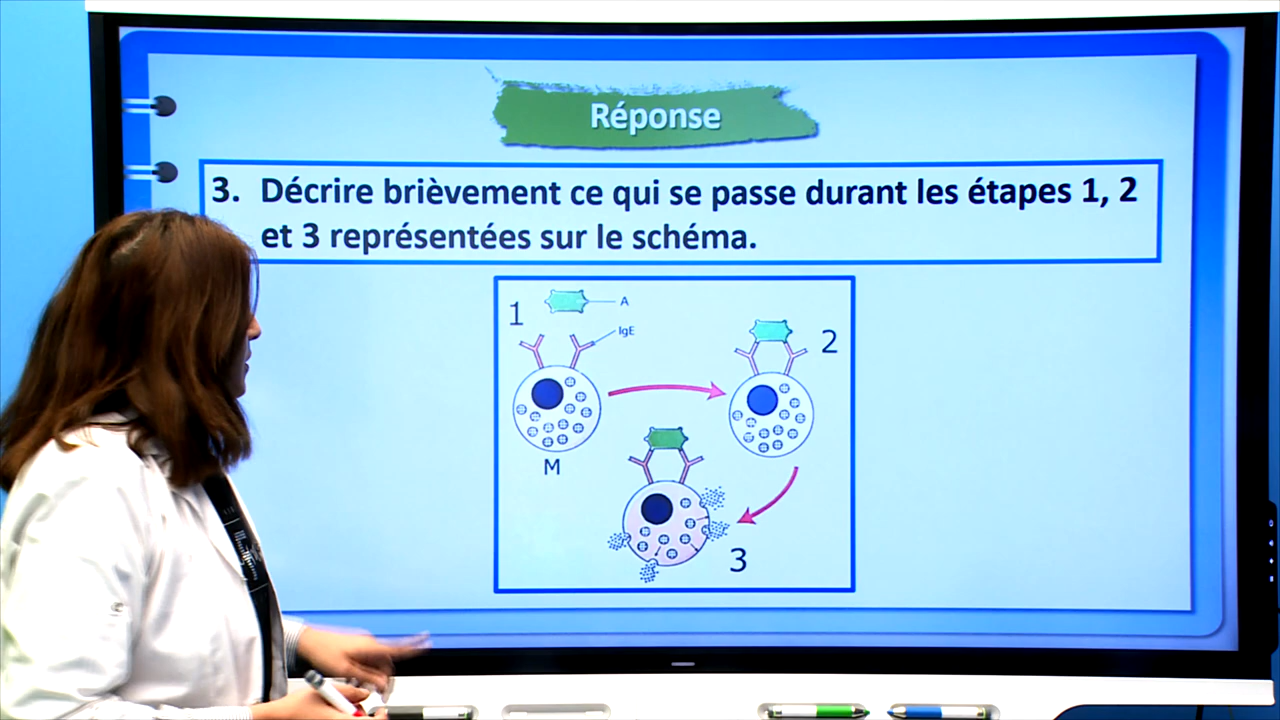 Réponse
3. Décrire brièvement ce qui se passe durant les étapes 1, 2
et 3 représentées sur le schéma.
1
A
IgE
2
M
3